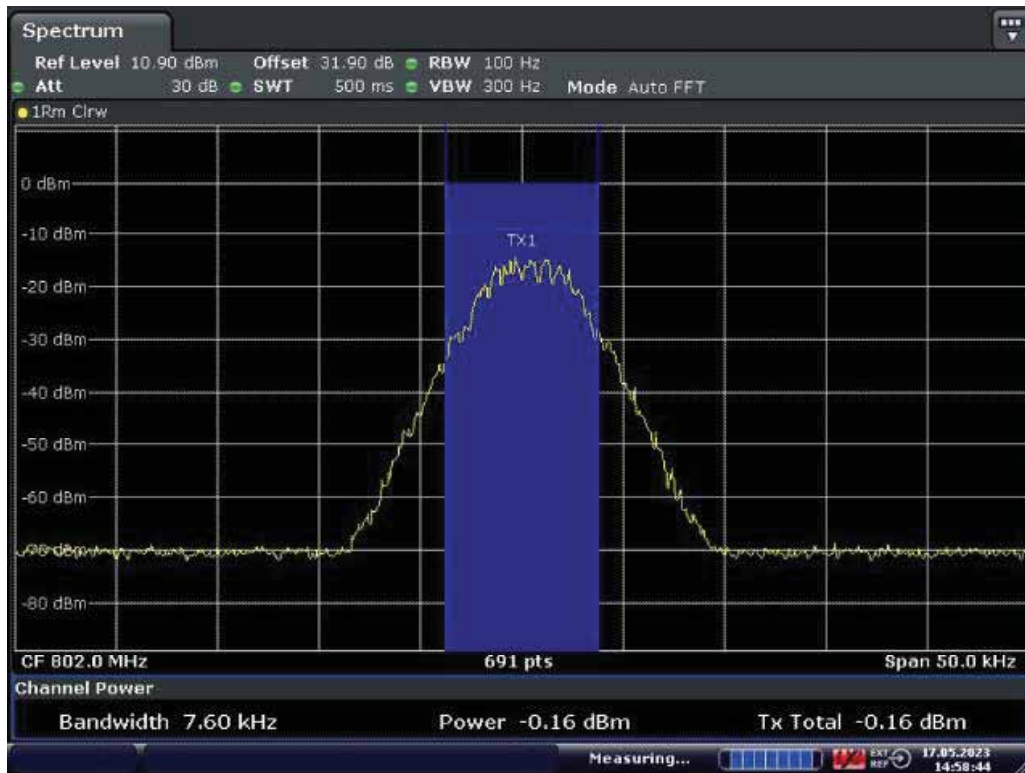 Spectrum
Ref Level 10.90 dBm Offset 31.90 dB RBW 100 Hz
Att 30 dB SWT 500 ms VBW 300 Hz Mode Auto FFT
1Rm Clrw
0 dBm
-10 dBm
TX1
-20 dBm
-30 dBm
-40 dBm
-50 dBm
-60 dBm
-70 dBm
-80 dBm
CF 802.0 MHz 691 pts Span 50.0 kHz
Channel Power
Bandwidth 7.60 kHz Power -0.16 dBm Tx Total -0.16 dBm
Measuring... EXT REF 17.05.2023
14:58:44